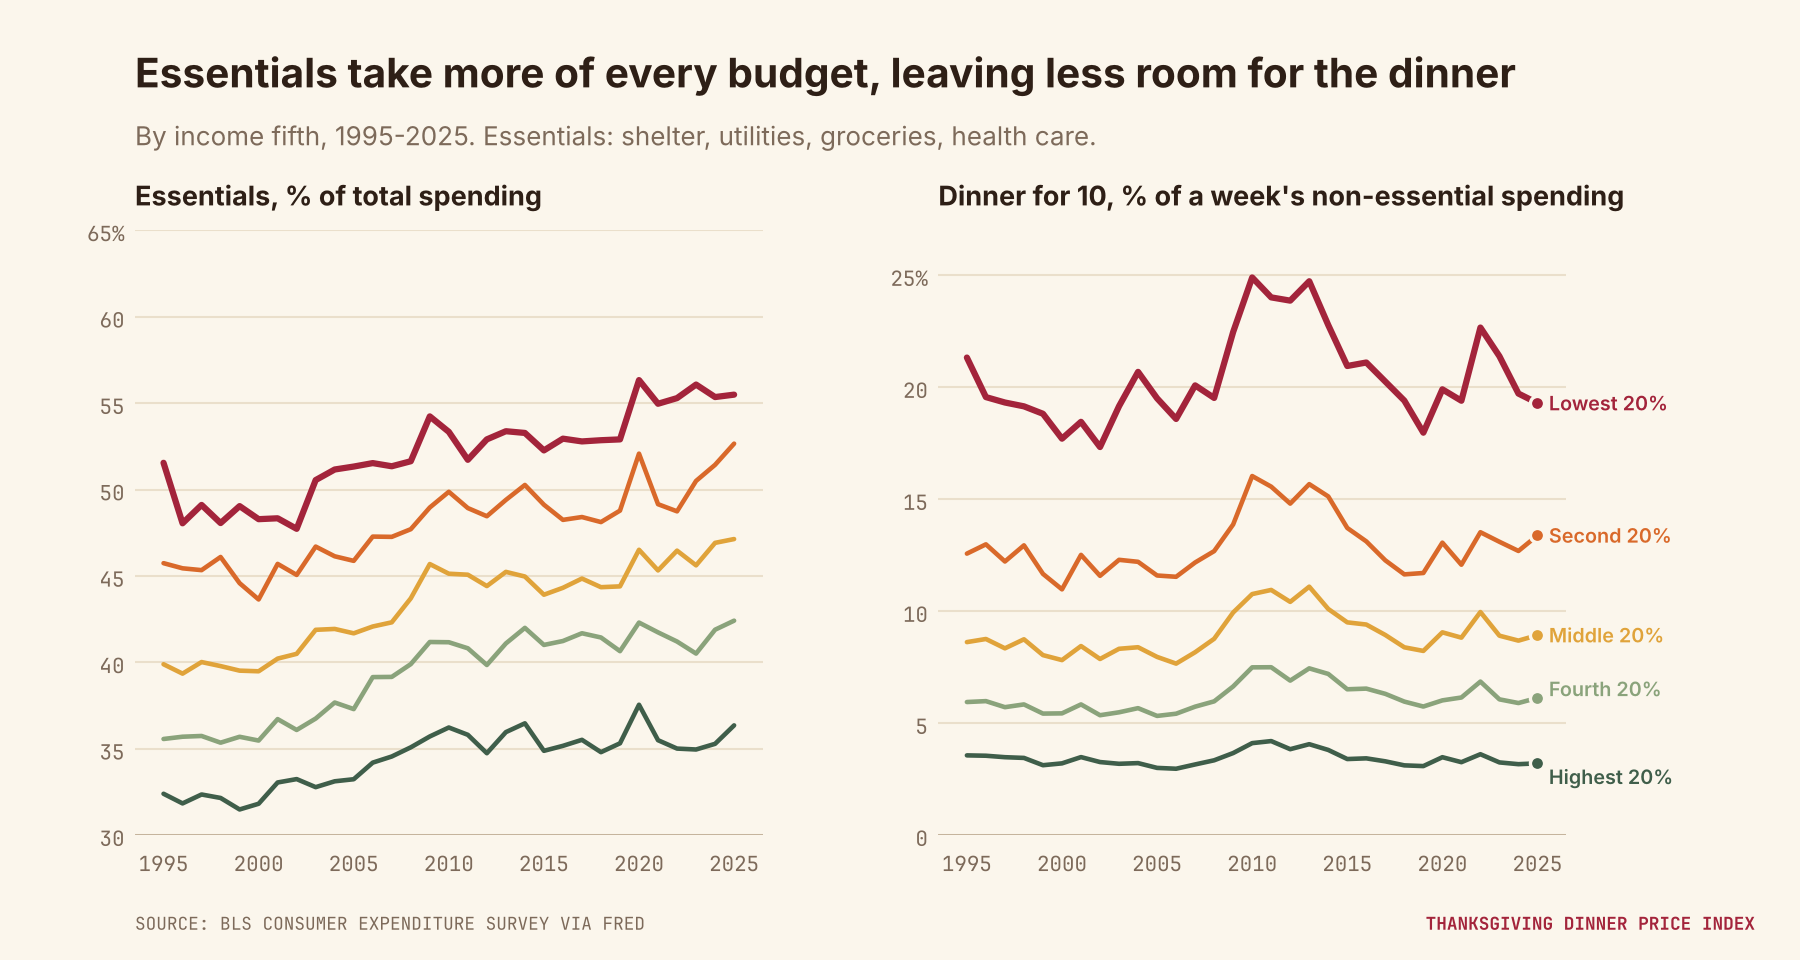 Essentials take more of every budget, leaving less room for the dinner
By income fifth, 1995-2025. Essentials: shelter, utilities, groceries, health care.
Essentials, % of total spending
65%
60
55
50
45
40
35
30
1995 2000 2005 2010 2015 2020 2025
Dinner for 10, % of a week's non-essential spending
25%
20
15
10
5
0
1995 2000 2005 2010 2015 2020 2025
Lowest 20%
Second 20%
Middle 20%
Fourth 20%
Highest 20%
SOURCE: BLS CONSUMER EXPENDITURE SURVEY VIA FRED
THANKSGIVING DINNER PRICE INDEX